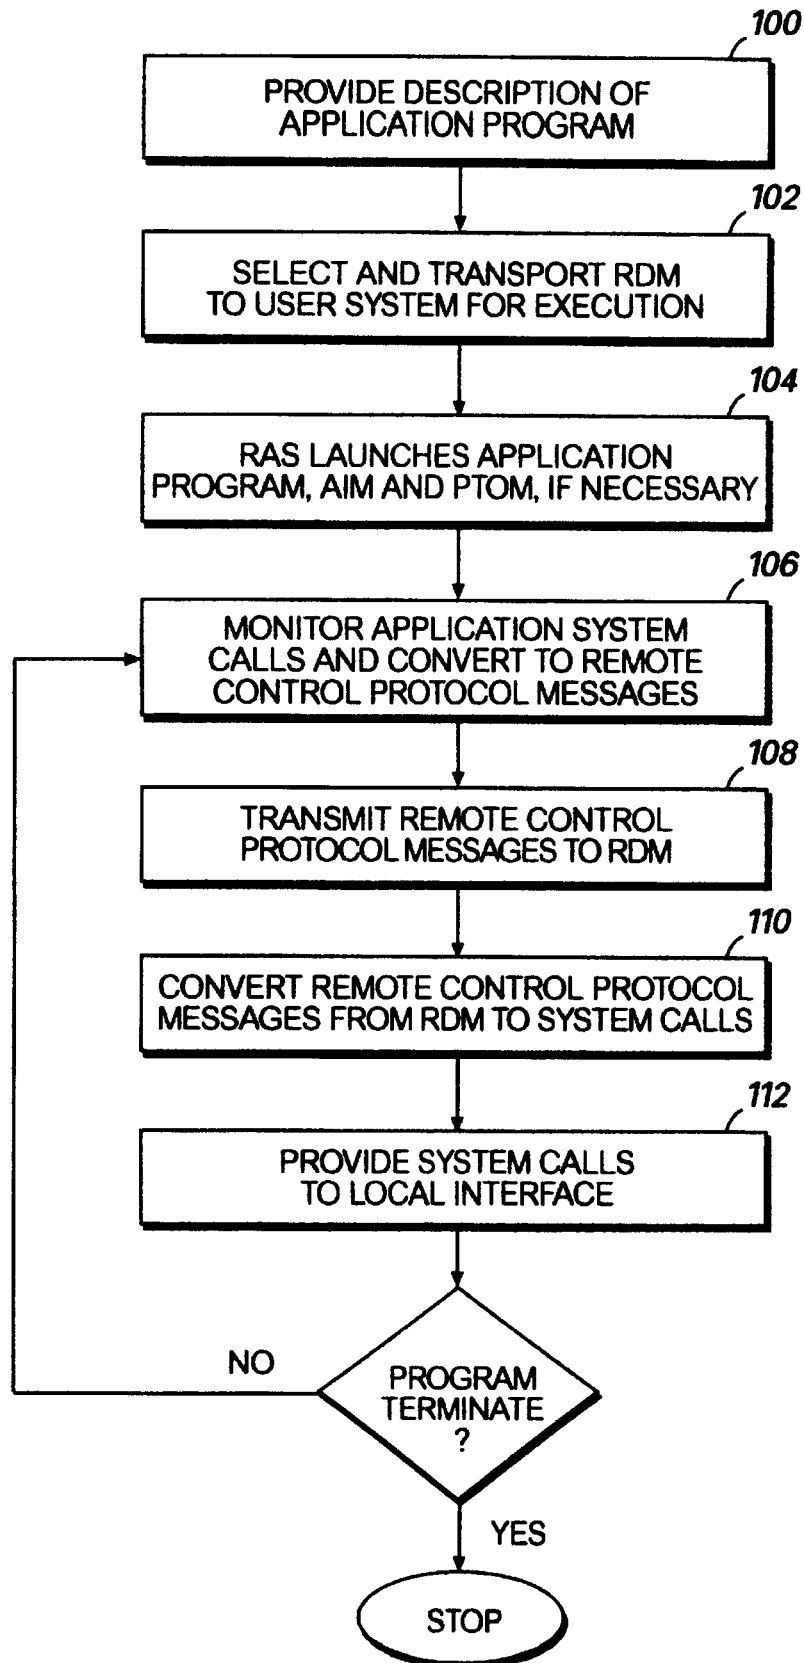 100
PROVIDE DESCRIPTION OF
APPLICATION PROGRAM
102
SELECT AND TRANSPORT RDM
TO USER SYSTEM FOR EXECUTION
104
RAS LAUNCHES APPLICATION
PROGRAM, AIM AND PTOM, IF NECESSARY
106
MONITOR APPLICATION SYSTEM
CALLS AND CONVERT TO REMOTE
CONTROL PROTOCOL MESSAGES
108
TRANSMIT REMOTE CONTROL
PROTOCOL MESSAGES TO RDM
110
CONVERT REMOTE CONTROL PROTOCOL
MESSAGES FROM RDM TO SYSTEM CALLS
112
PROVIDE SYSTEM CALLS
TO LOCAL INTERFACE
NO
PROGRAM
TERMINATE
?
YES
STOP